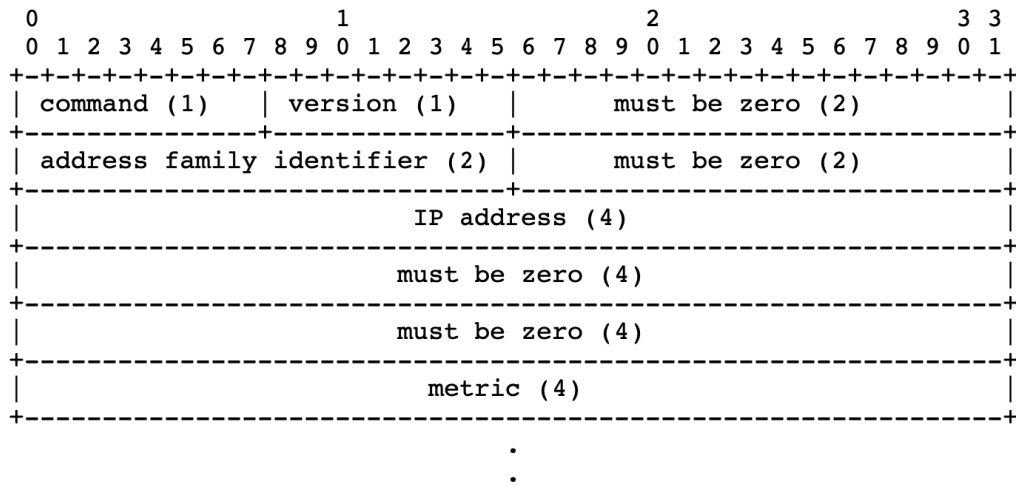 0                   1                   2                   3 3
 0 1 2 3 4 5 6 7 8 9 0 1 2 3 4 5 6 7 8 9 0 1 2 3 4 5 6 7 8 9 0 1
+-+-+-+-+-+-+-+-+-+-+-+-+-+-+-+-+-+-+-+-+-+-+-+-+-+-+-+-+-+-+-+-+
| command (1)   | version (1)   |      must be zero (2)         |
+---------------+---------------+-------------------------------+
| address family identifier (2) |      must be zero (2)         |
+-------------------------------+-------------------------------+
|                         IP address (4)                        |
+---------------------------------------------------------------+
|                        must be zero (4)                       |
+---------------------------------------------------------------+
|                        must be zero (4)                       |
+---------------------------------------------------------------+
|                          metric (4)                           |
+---------------------------------------------------------------+
                                .
                                .